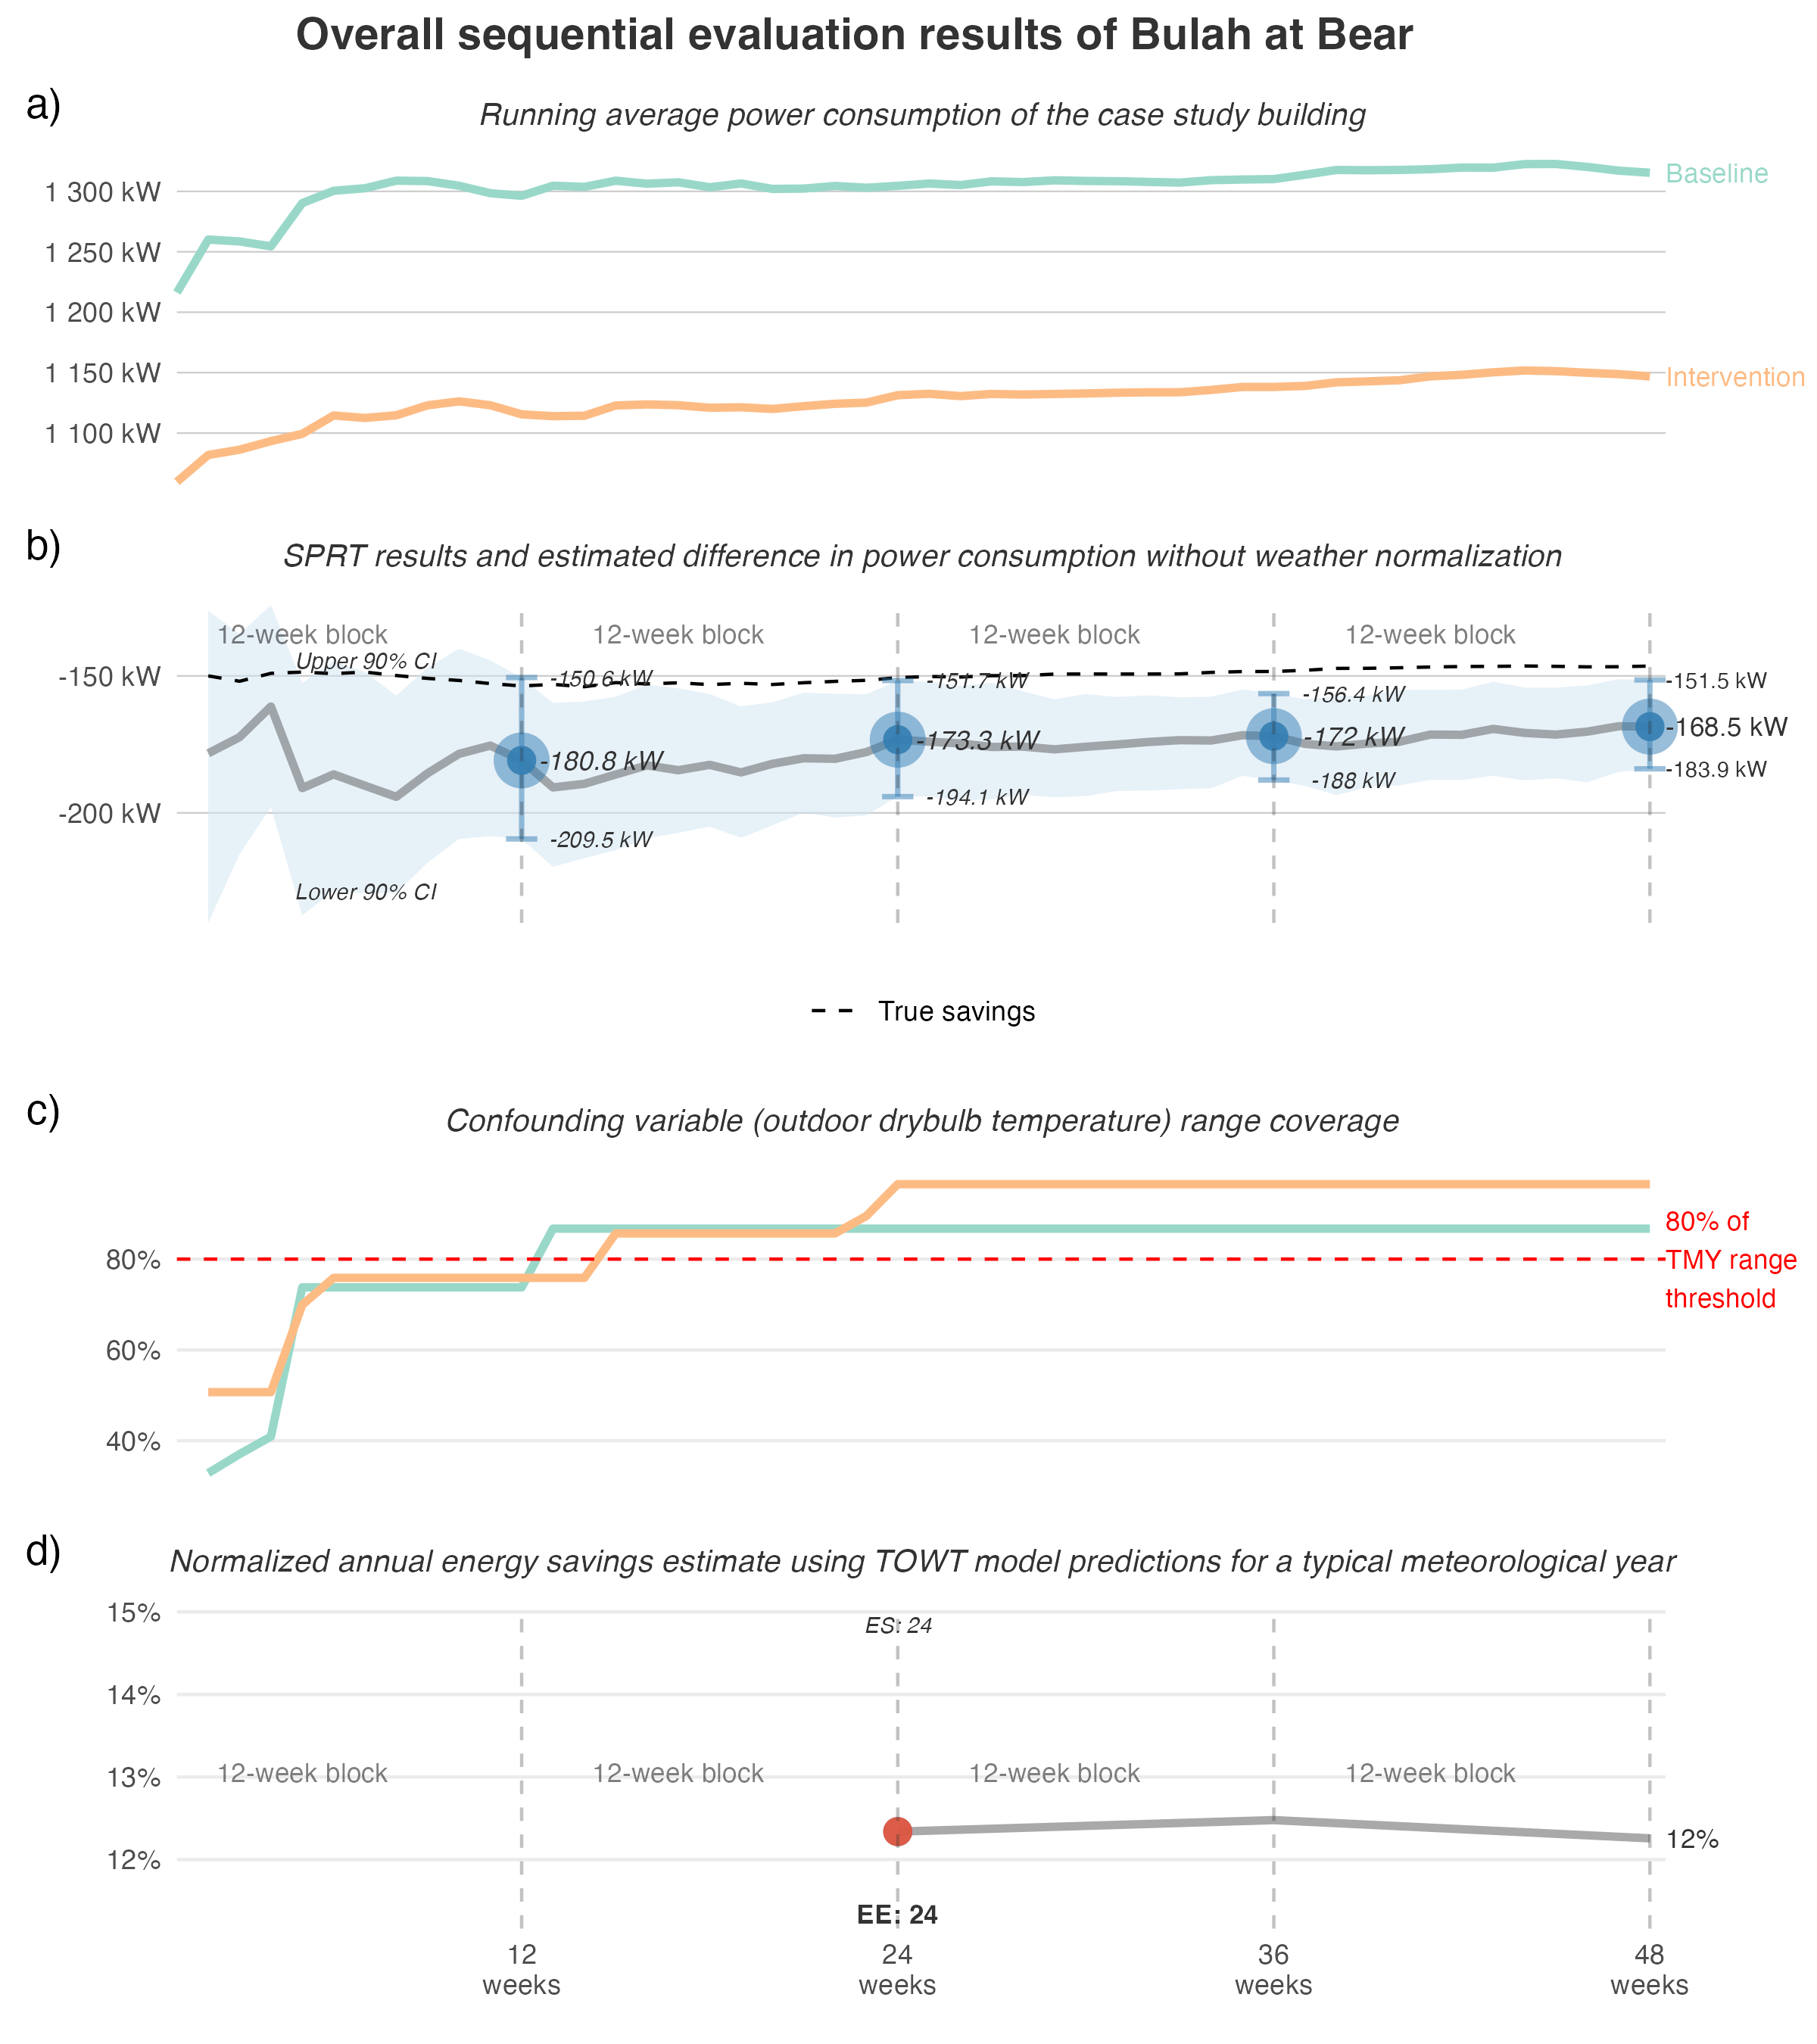 Overall sequential evaluation results of Bulah at Bear
a)
Running average power consumption of the case study building
1 300 kW
1 250 kW
1 200 kW
1 150 kW
1 100 kW
Baseline
Intervention
b)
SPRT results and estimated difference in power consumption without weather normalization
12-week block
12-week block
12-week block
12-week block
Upper 90% CI
-150 kW
-200 kW
-150.6 kW
-180.8 kW
-209.5 kW
-151.7 kW
-173.3 kW
-194.1 kW
-156.4 kW
-172 kW
-188 kW
-151.5 kW
-168.5 kW
-183.9 kW
Lower 90% CI
True savings
c)
Confounding variable (outdoor drybulb temperature) range coverage
80%
60%
40%
80% of
TMY range
threshold
d)
Normalized annual energy savings estimate using TOWT model predictions for a typical meteorological year
15%
14%
13%
12%
ES: 24
12-week block
12-week block
12-week block
12-week block
12%
EE: 24
12
weeks
24
weeks
36
weeks
48
weeks